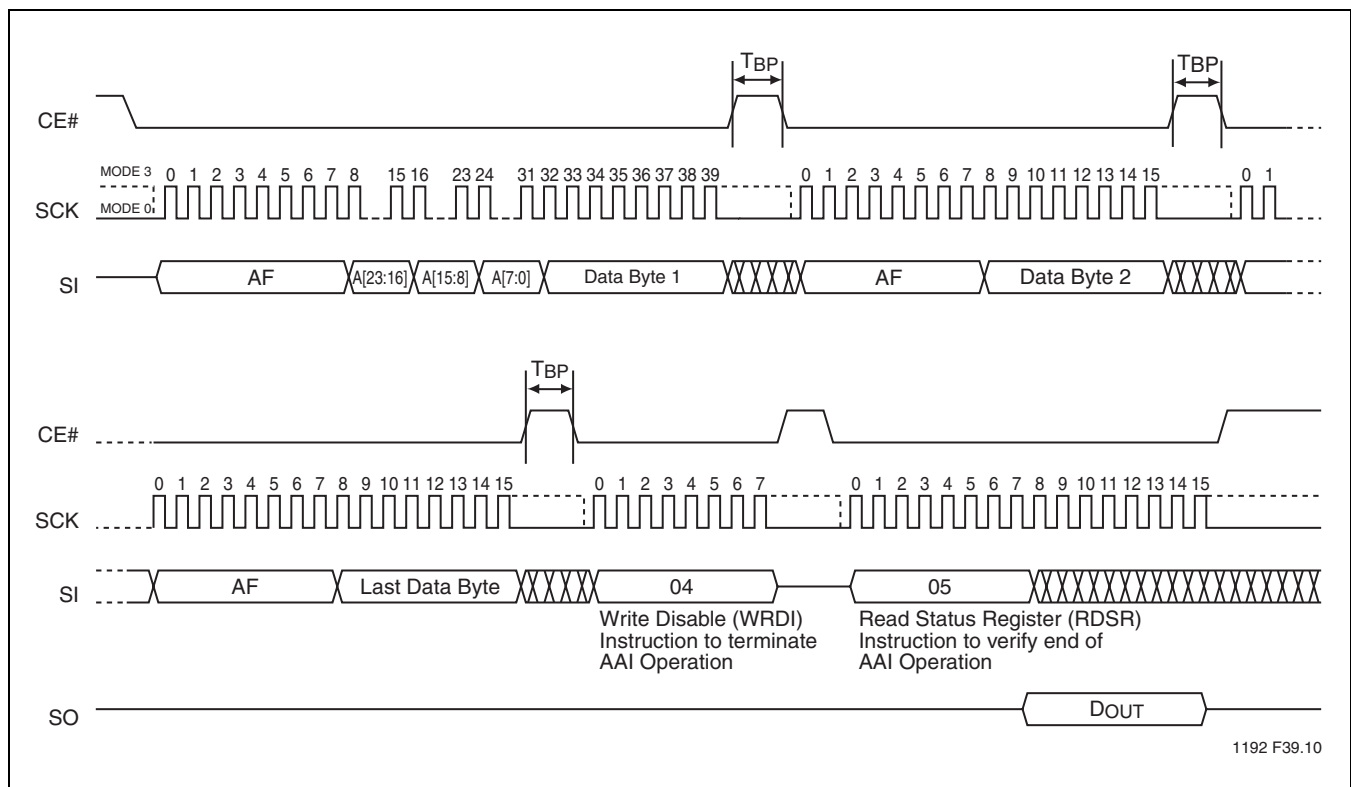 TBP TBP
CE#
MODE 3 0 1 2 3 4 5 6 7 8 15 16 23 24 31 32 33 34 35 36 37 38 39 0 1 2 3 4 5 6 7 8 9 10 11 12 13 14 15 0 1
MODE 0
SCK
SI AF A[23:16] A[15:8] A[7:0] Data Byte 1 AF Data Byte 2
TBP
CE#
0 1 2 3 4 5 6 7 8 9 10 11 12 13 14 15 0 1 2 3 4 5 6 7 0 1 2 3 4 5 6 7 8 9 10 11 12 13 14 15
SCK
SI AF Last Data Byte 04 05
Write Disable (WRDI)
Instruction to terminate
AAI Operation
Read Status Register (RDSR)
Instruction to verify end of
AAI Operation
SO DOUT
1192 F39.10